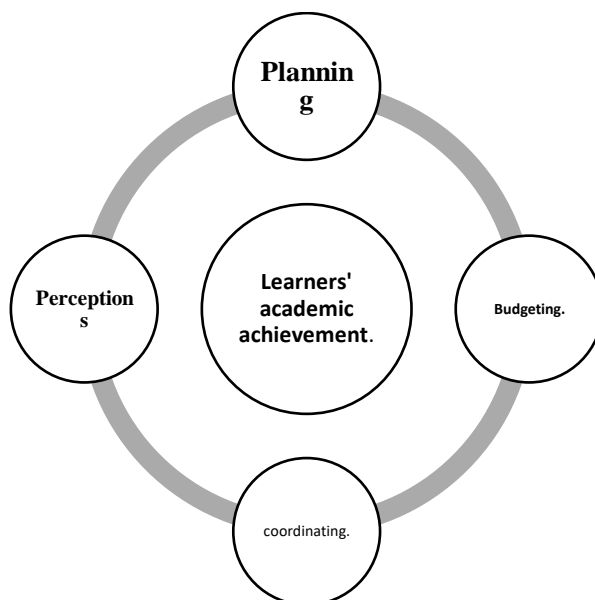 Plannin
g
Perception
s
Learners'
academic
achievement.
Budgeting.
coordinating.